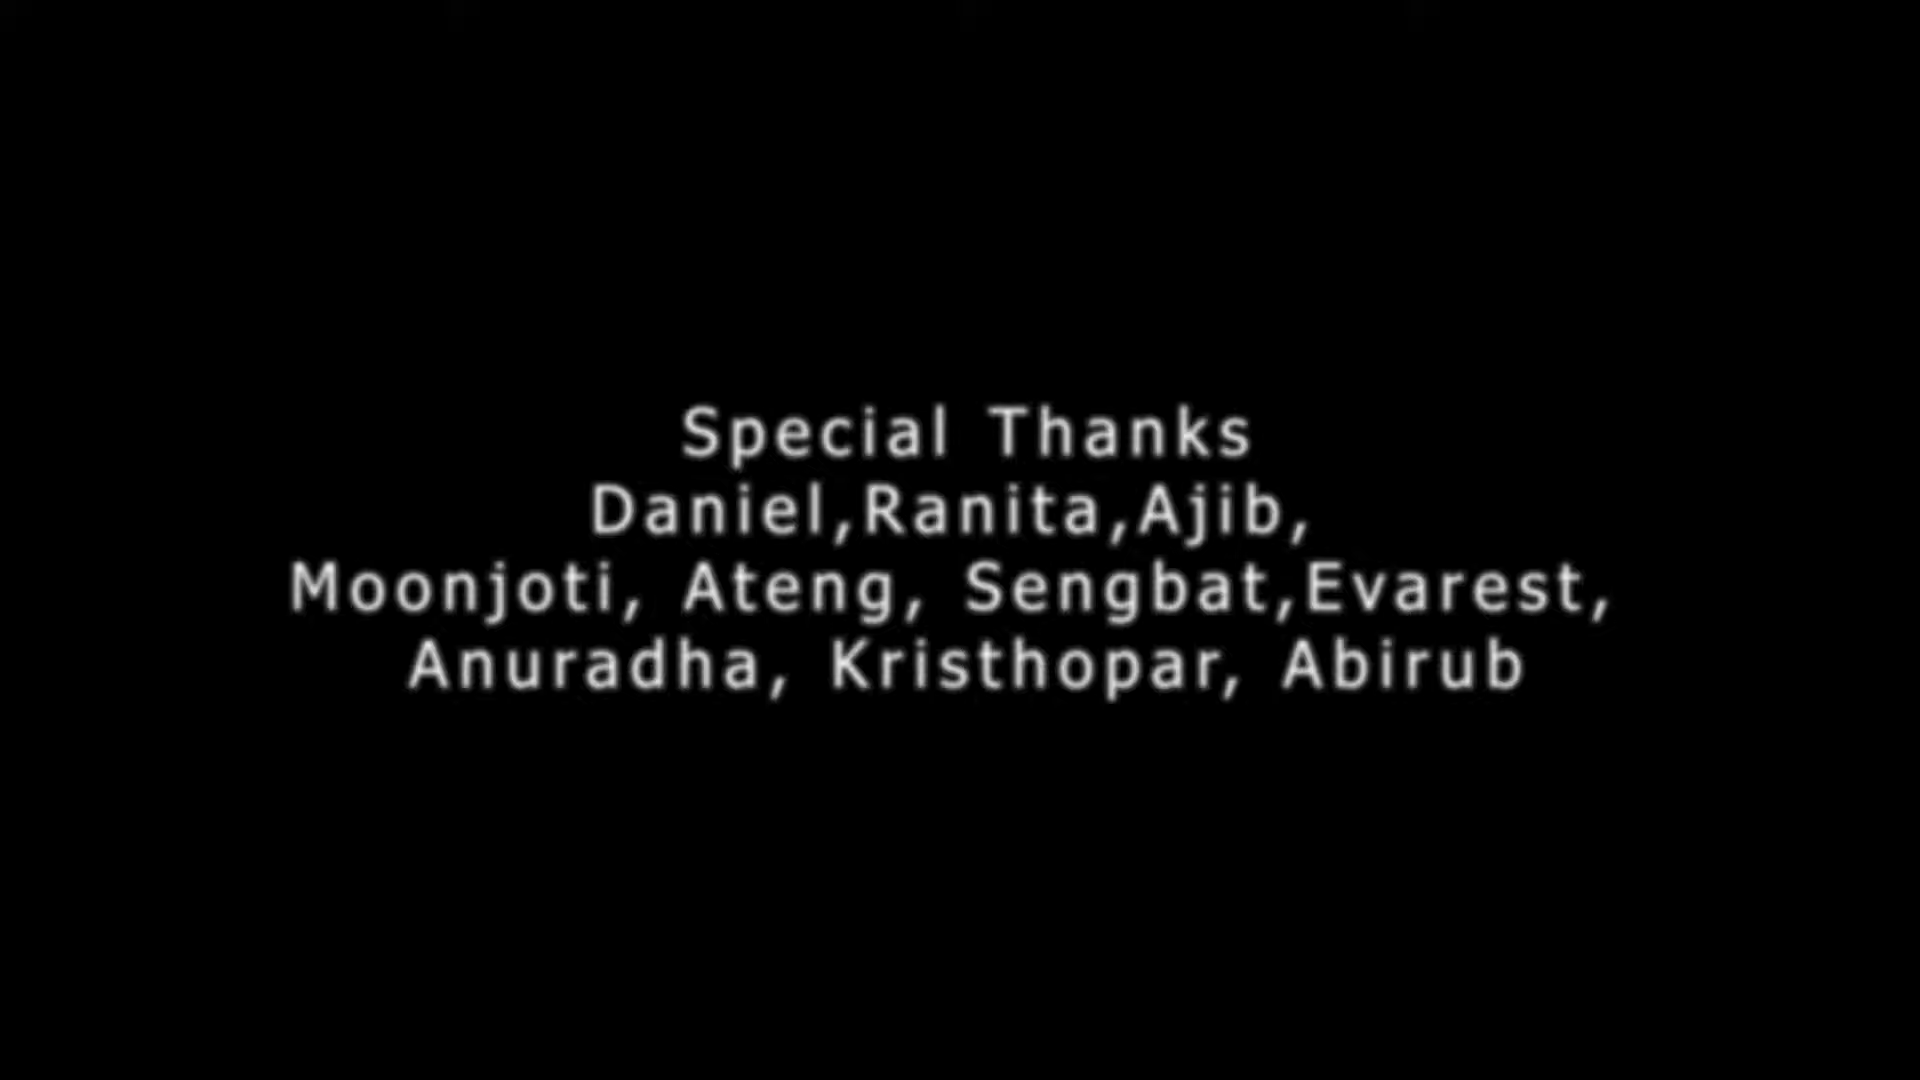 Special Thanks
Daniel,Ranita,Ajib,
Moonjoti, Ateng, Sengbat,Evarest,
Anuradha, Kristhopar, Abirub